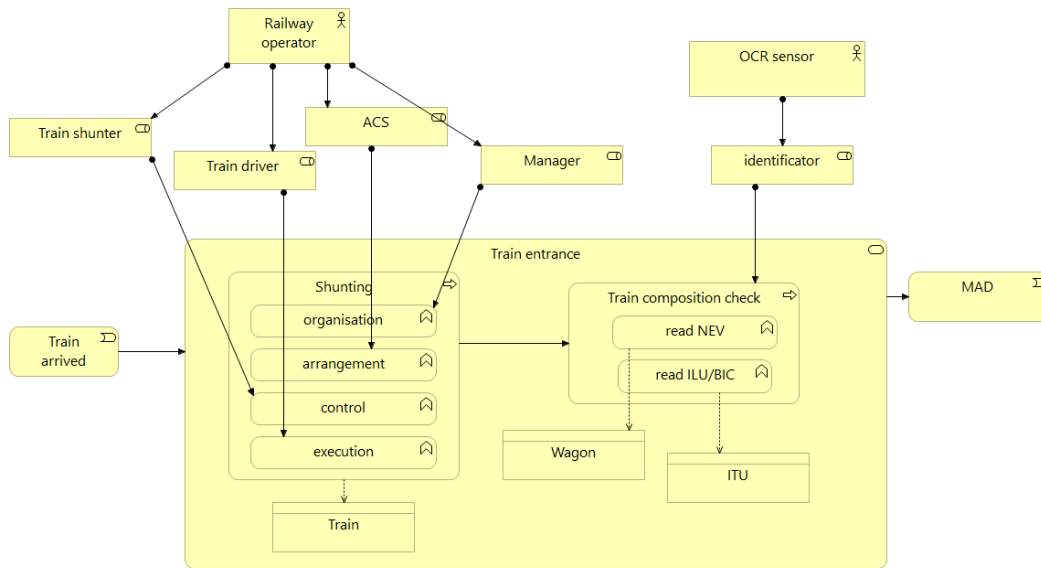 Railway
operator
OCR sensor
Train shunter
ACS
Train driver
Manager
identificator
Train entrance
Shunting
organisation
arrangement
control
execution
Train composition check
read NEV
read ILU/BIC
MAD
Train
arrived
Wagon
ITU
Train